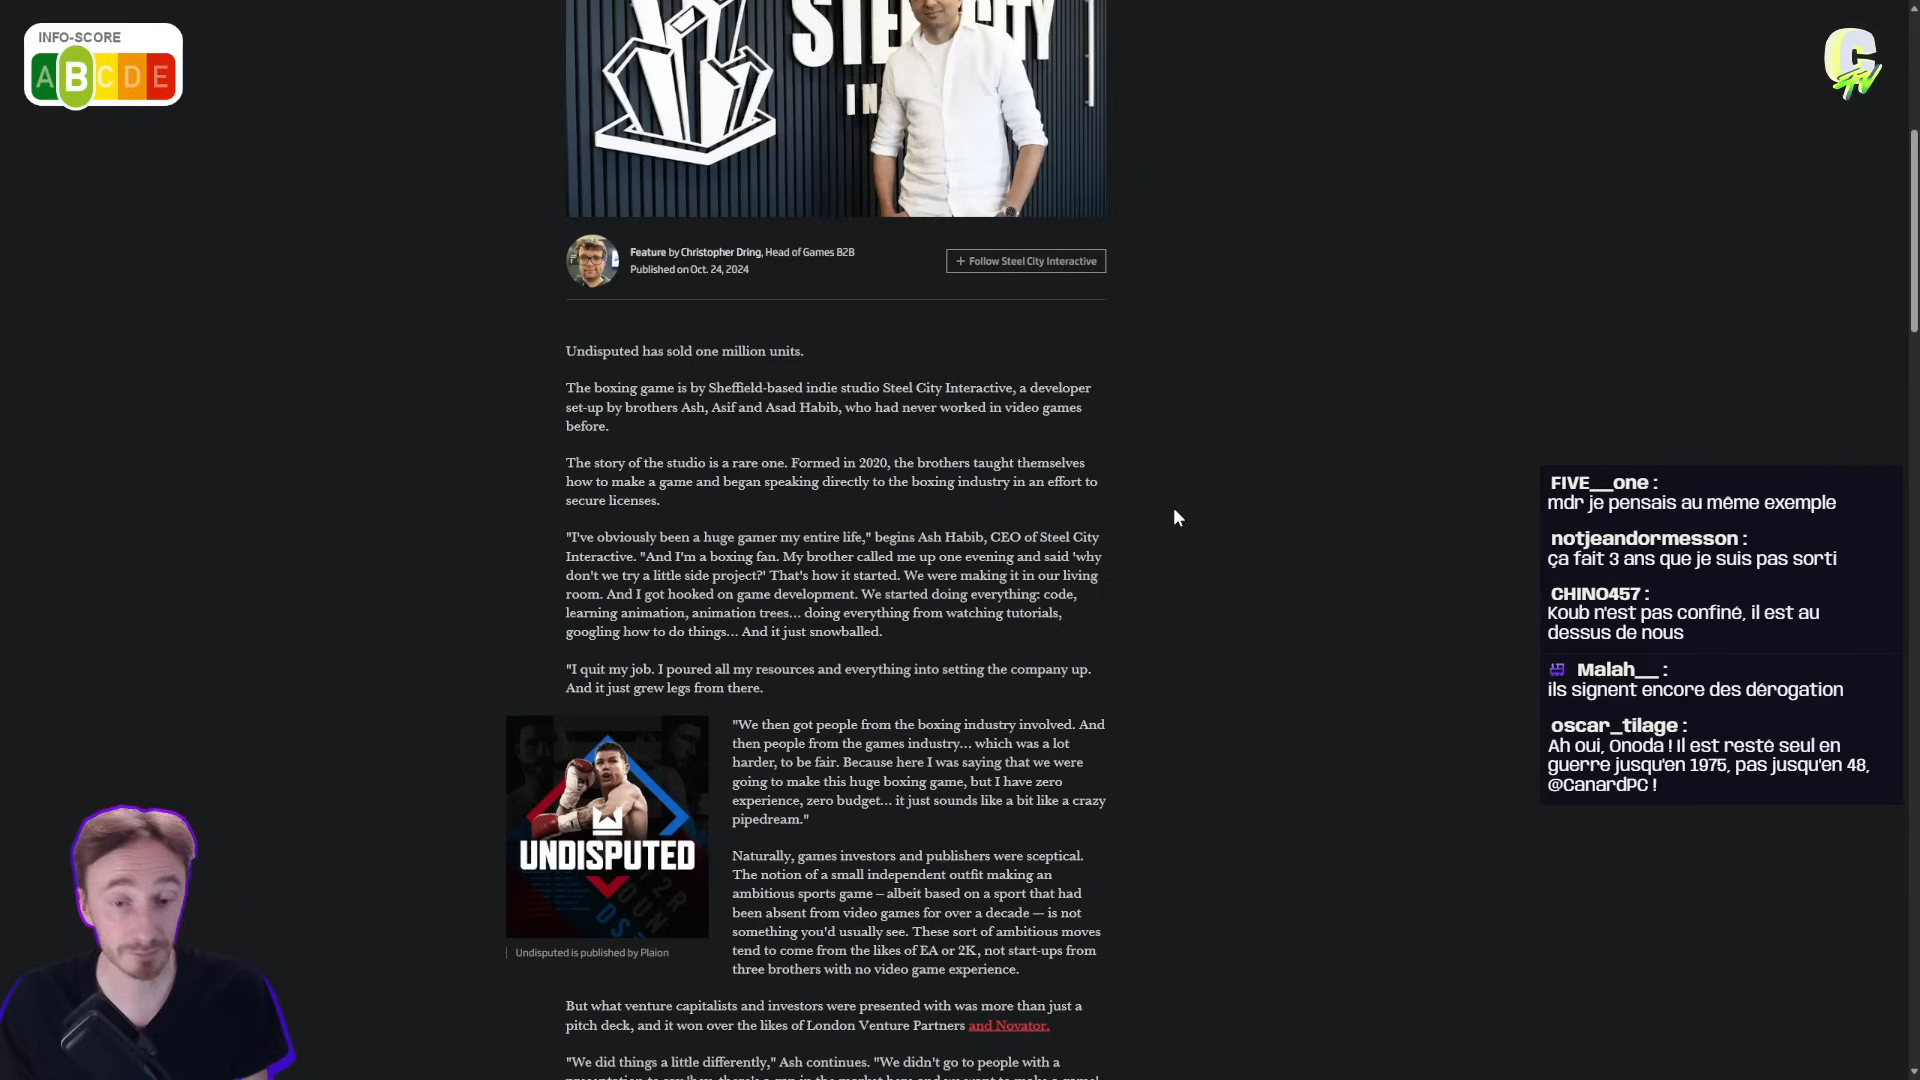 INFO-SCORE
A B C D E
STEEL CITY
IN
C
TV
Feature by Christopher Dring, Head of Games B2B
Published on Oct. 24, 2024
+ Follow Steel City Interactive
Undisputed has sold one million units.
The boxing game is by Sheffield-based indie studio Steel City Interactive, a developer
set-up by brothers Ash, Asif and Asad Habib, who had never worked in video games
before.
The story of the studio is a rare one. Formed in 2020, the brothers taught themselves
how to make a game and began speaking directly to the boxing industry in an effort to
secure licenses.
"I've obviously been a huge gamer my entire life," begins Ash Habib, CEO of Steel City
Interactive. "And I'm a boxing fan. My brother called me up one evening and said 'why
don't we try a little side project?' That's how it started. We were making it in our living
room. And I got hooked on game development. We started doing everything: code,
learning animation, animation trees... doing everything from watching tutorials,
googling how to do things... And it just snowballed.
"I quit my job. I poured all my resources and everything into setting the company up.
And it just grew legs from there.
UNDISPUTED
Undisputed is published by Plaion
"We then got people from the boxing industry involved. And
then people from the games industry... which was a lot
harder, to be fair. Because here I was saying that we were
going to make this huge boxing game, but I have zero
experience, zero budget... it just sounds like a bit like a crazy
pipedream."
Naturally, games investors and publishers were sceptical.
The notion of a small independent outfit making an
ambitious sports game – albeit based on a sport that had
been absent from video games for over a decade — is not
something you'd usually see. These sort of ambitious moves
tend to come from the likes of EA or 2K, not start-ups from
three brothers with no video game experience.
But what venture capitalists and investors were presented with was more than just a
pitch deck, and it won over the likes of London Venture Partners and Novator.
"We did things a little differently," Ash continues. "We didn't go to people with a
FIVE__one :
mdr je pensais au même exemple
notjeandormesson :
ça fait 3 ans que je suis pas sorti
CHINO457 :
Koub n'est pas confiné, il est au
dessus de nous
Malah__ :
ils signent encore des dérogation
oscar_tilage :
Ah oui, Onoda ! Il est resté seul en
guerre jusqu'en 1975, pas jusqu'en 48,
@CanardPC !